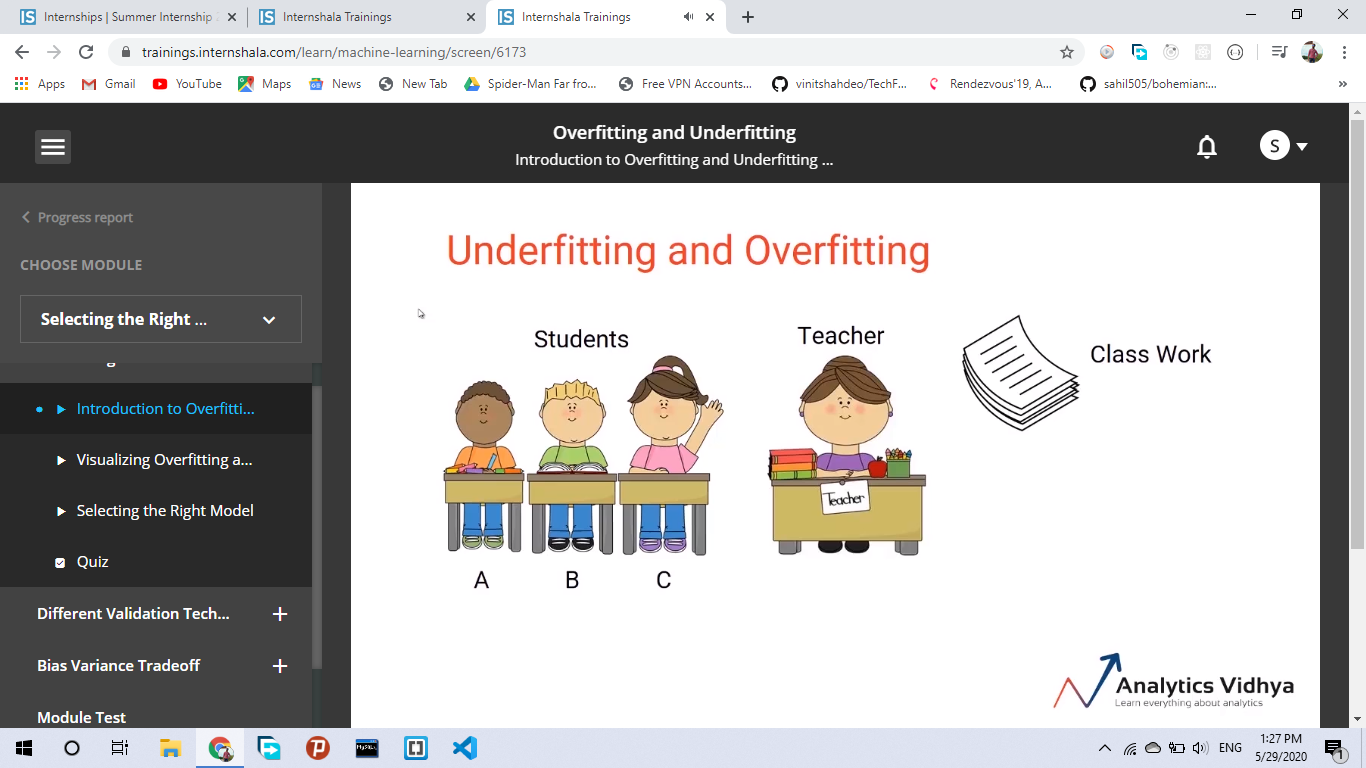 Internships | Summer Internship
Internshala Trainings
Internshala Trainings
trainings.internshala.com/learn/machine-learning/screen/6173
Apps
Gmail
YouTube
Maps
News
New Tab
Spider-Man Far fro...
Free VPN Accounts...
vinitshahdeo/TechF...
Rendezvous'19, A...
sahil505/bohemian:...
Overfitting and Underfitting
Introduction to Overfitting and Underfitting ...
S
Progress report
CHOOSE MODULE
Selecting the Right ...
Introduction to Overfitti...
Visualizing Overfitting a...
Selecting the Right Model
Quiz
Different Validation Tech...
Bias Variance Tradeoff
Module Test
Underfitting and Overfitting
Students
Teacher
Class Work
Teacher
A B C
Analytics Vidhya
Learn everything about analytics
ENG
1:27 PM
5/29/2020
1